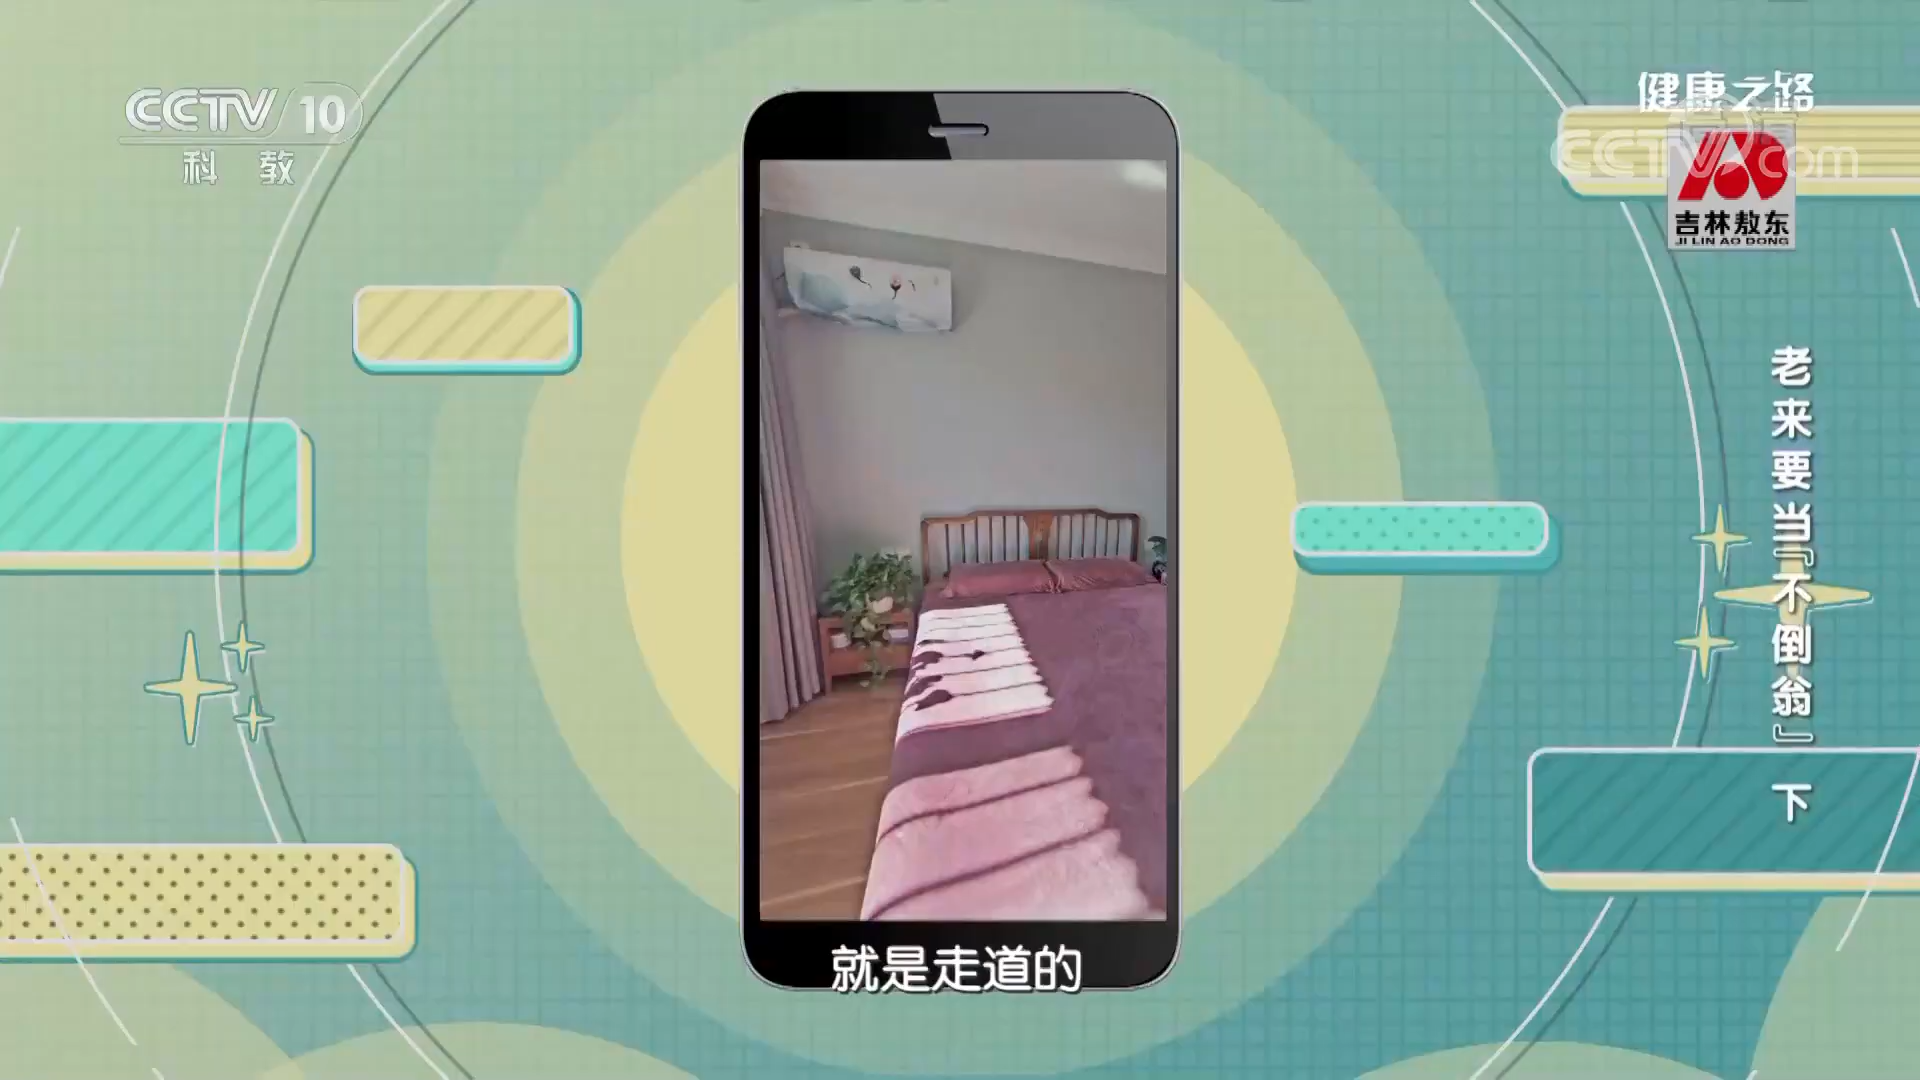 CCTV 10
科 教
健康之路
CCTV.com
吉林敖东
JI LIN AO DONG
老来要当『不倒翁』 下
就是走道的